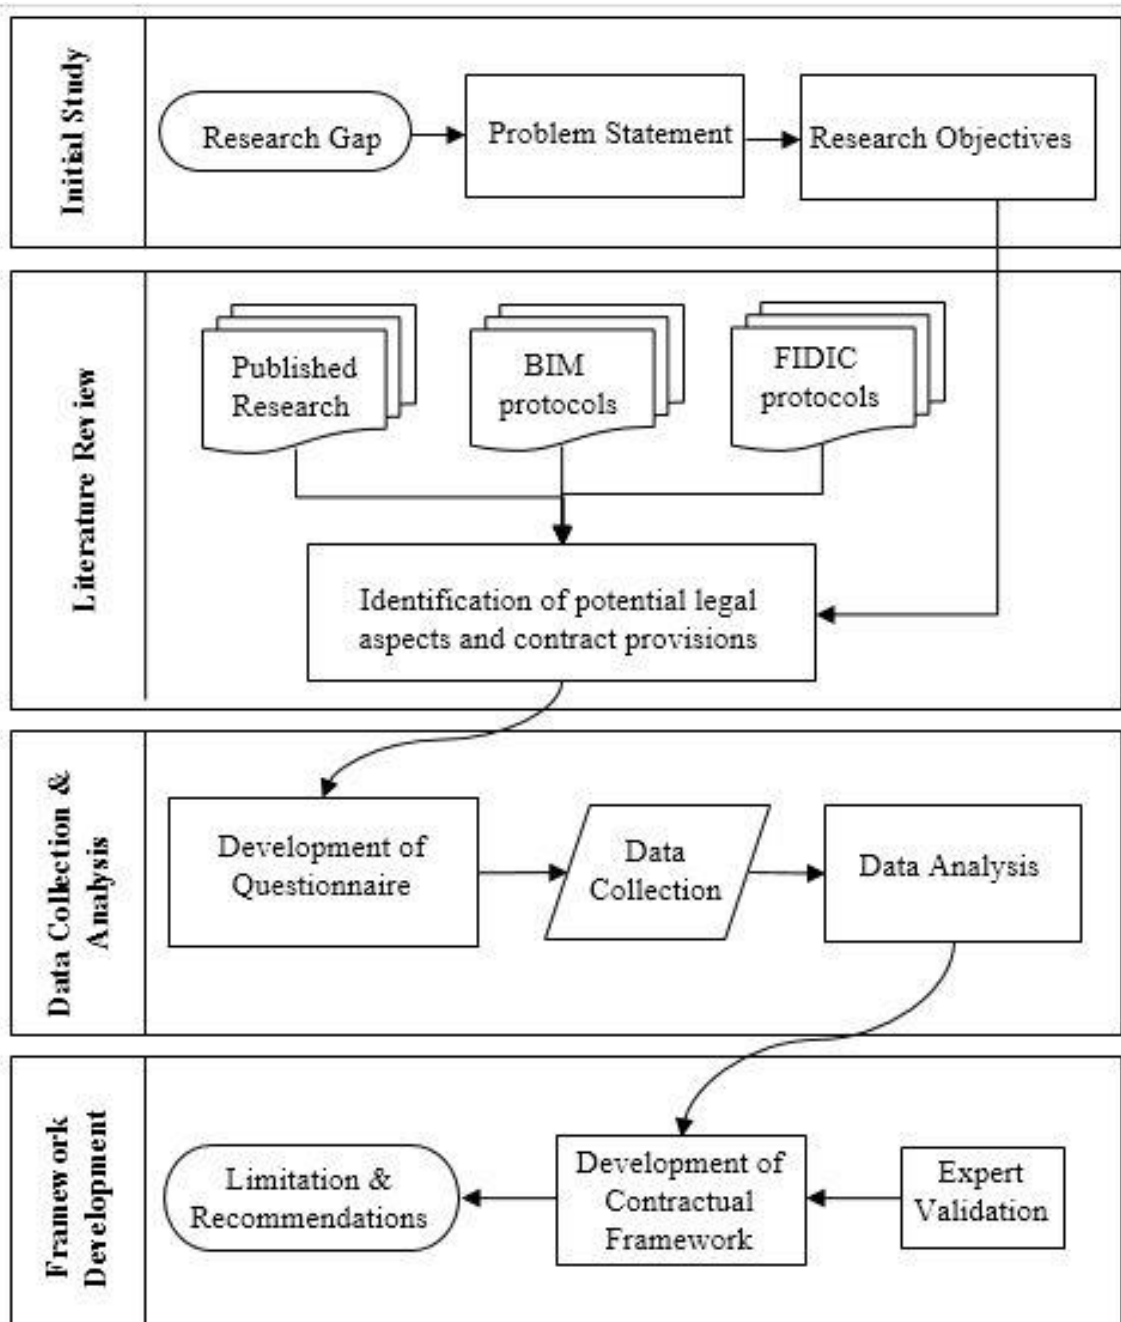 Initial Study
Research Gap
Problem Statement
Research Objectives
Literature Review
Published
Research
BIM
protocols
FIDIC
protocols
Identification of potential legal
aspects and contract provisions
Data Collection &
Analysis
Development of
Questionnaire
Data
Collection
Data Analysis
Framework
Development
Limitation &
Recommendations
Development of
Contractual
Framework
Expert
Validation